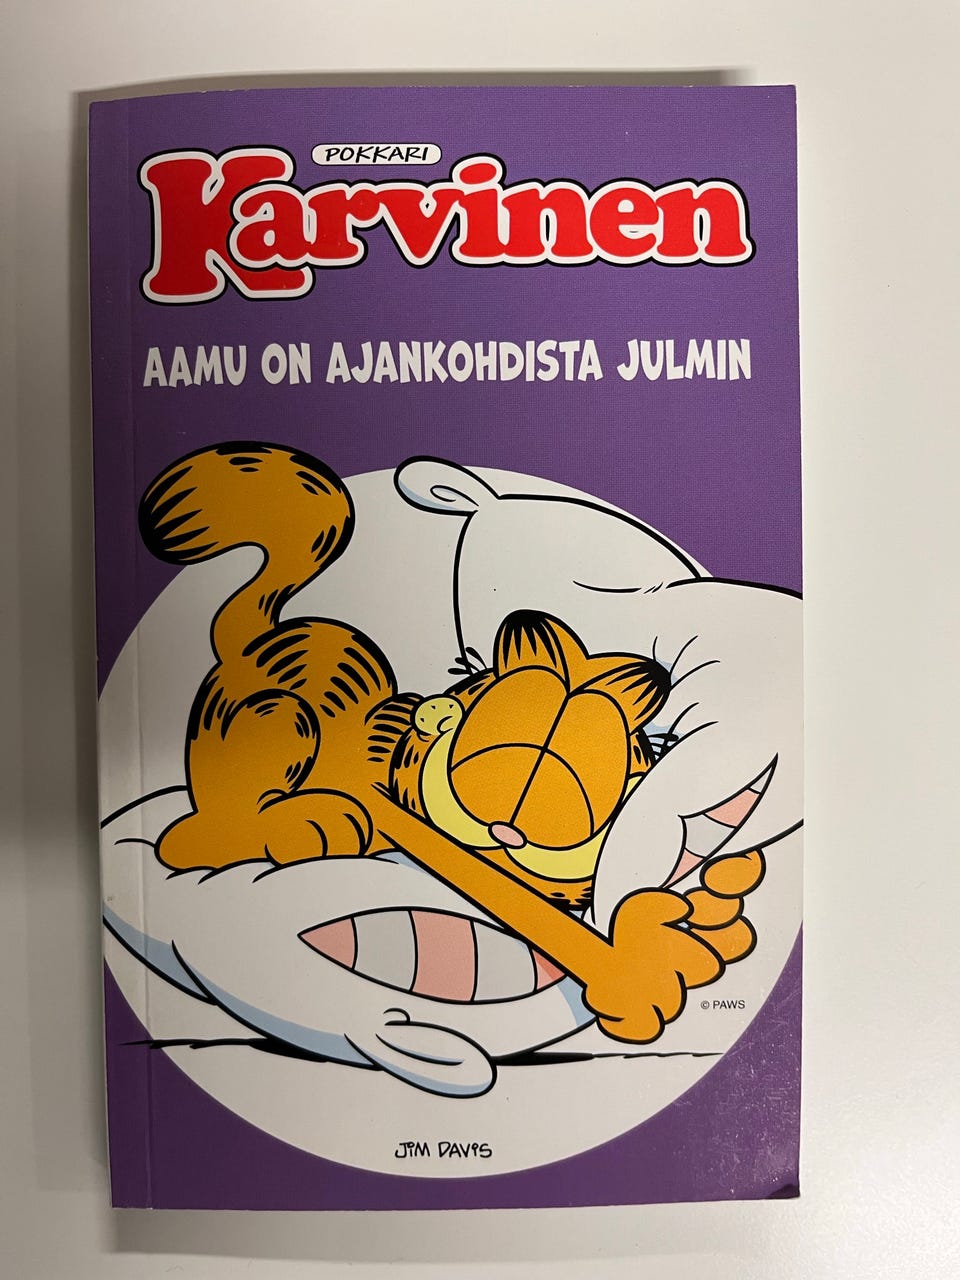 POKKARI
Karvinen
AAMU ON AJANKOHDISTA JULMIN
© PAWS
JIM DAVIS